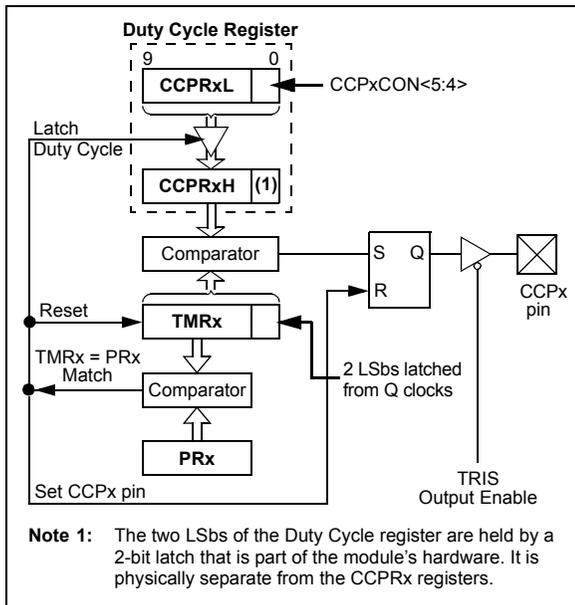 Duty Cycle Register
9 0
CCPRxL
CCPxCON<5:4>
Latch
Duty Cycle
CCPRxH (1)
Comparator
S Q
R
CCPx
pin
Reset
TMRx
TMRx = PRx
Match
2 LSbs latched
from Q clocks
Comparator
PRx
Set CCPx pin
TRIS
Output Enable
Note 1: The two LSbs of the Duty Cycle register are held by a
2-bit latch that is part of the module's hardware. It is
physically separate from the CCPRx registers.